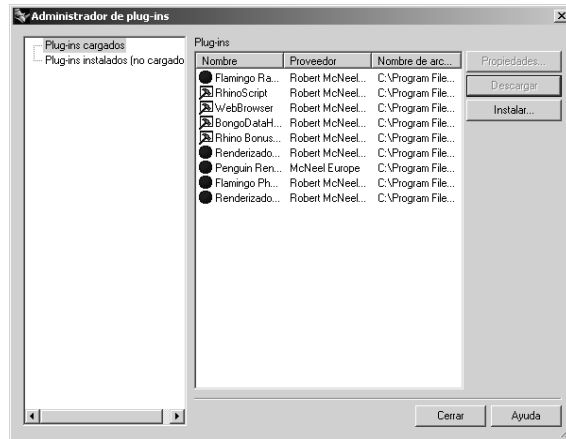 Administrador de plug-ins
Plug-ins cargados
Plug-ins instalados (no cargado
Plug-ins
Nombre Proveedor Nombre de arc...
Flamingo Ra... Robert McNeel... C:\Program File...
RhinoScript Robert McNeel... C:\Program File...
WebBrowser Robert McNeel... C:\Program File...
BongoDataH... Robert McNeel... C:\Program File...
Rhino Bonus... Robert McNeel... C:\Program File...
Renderizado... Robert McNeel... C:\Program File...
Penguin Ren... McNeel Europe C:\Program File...
Flamingo Ph... Robert McNeel... C:\Program File...
Renderizado... Robert McNeel... C:\Program File...
Propiedades...
Descargar
Instalar...
Cerrar Ayuda